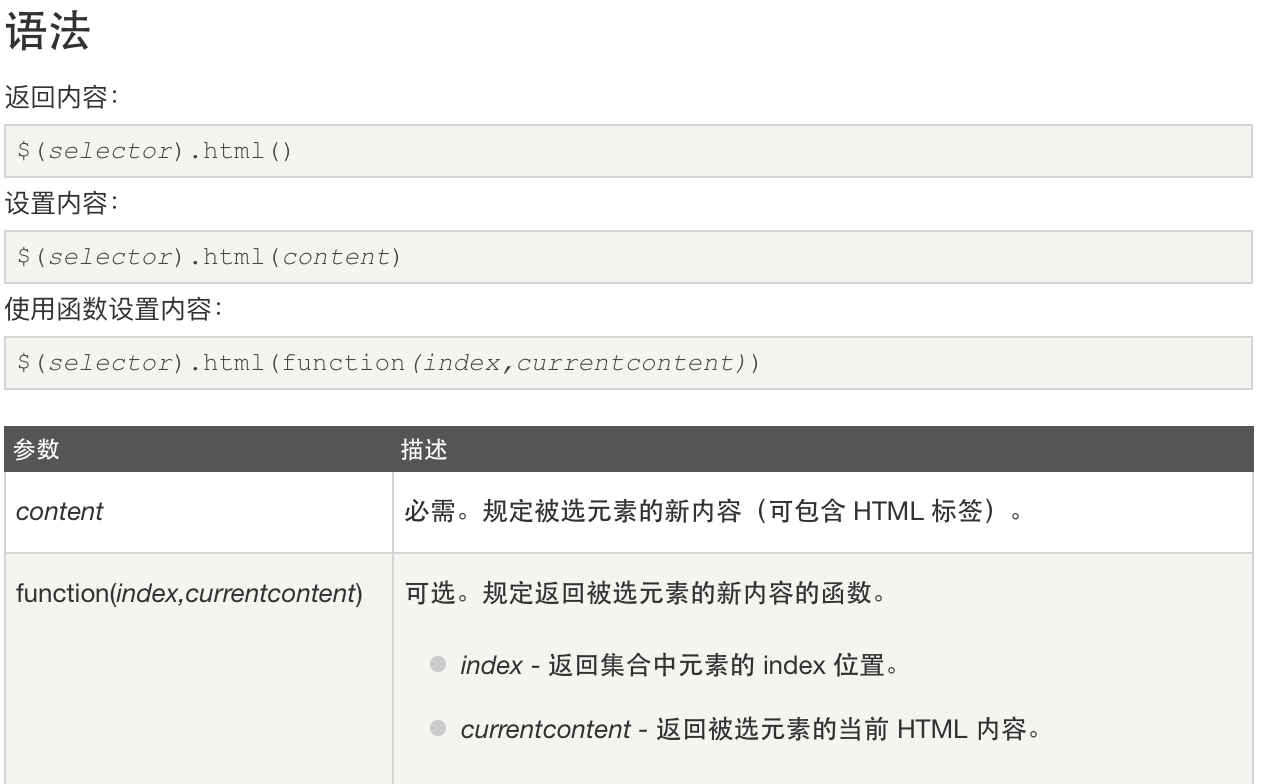 语法
返回内容：
$(selector).html()
设置内容：
$(selector).html(content)
使用函数设置内容：
$(selector).html(function(index,currentcontent))
参数 描述
content 必需。规定被选元素的新内容（可包含 HTML 标签）。
function(index,currentcontent) 可选。规定返回被选元素的新内容的函数。
index - 返回集合中元素的 index 位置。
currentcontent - 返回被选元素的当前 HTML 内容。